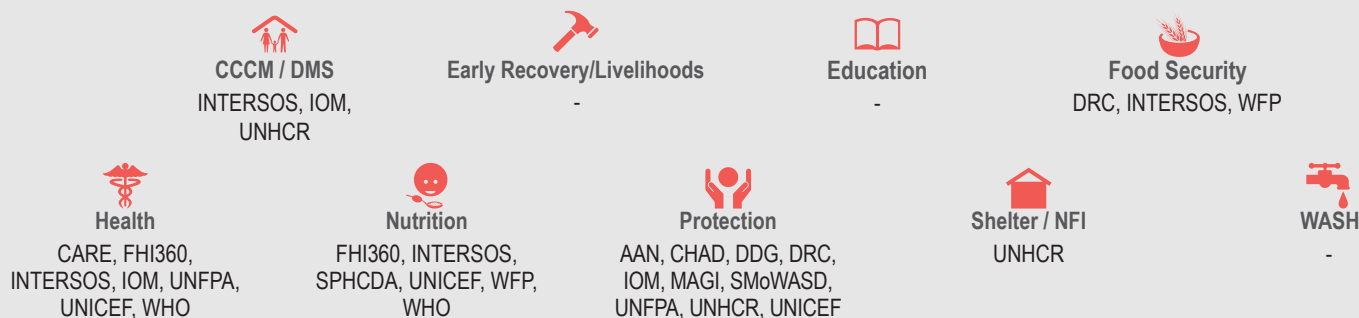 CCCM / DMS
INTERSOS, IOM,
UNHCR
Early Recovery/Livelihoods
-
Education
-
Food Security
DRC, INTERSOS, WFP
Health
CARE, FHI360,
INTERSOS, IOM, UNFPA,
UNICEF, WHO
Nutrition
FHI360, INTERSOS,
SPHCDA, UNICEF, WFP,
WHO
Protection
AAN, CHAD, DDG, DRC,
IOM, MAGI, SMoWASD,
UNFPA, UNHCR, UNICEF
Shelter / NFI
UNHCR
WASH
-